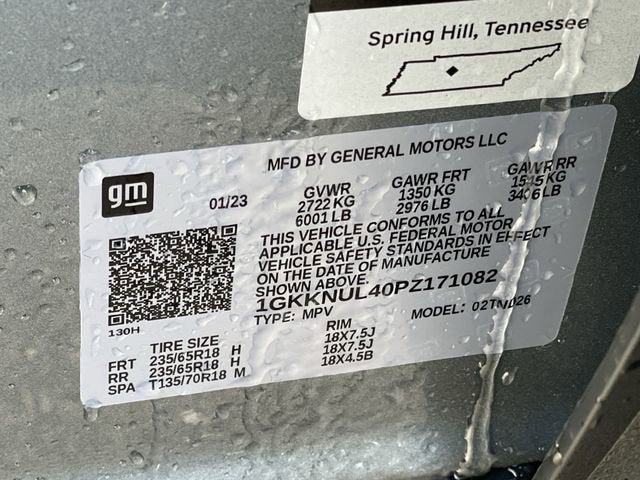 Spring Hill, Tennessee
MFD BY GENERAL MOTORS LLC
gm
01/23 GVWR GAWR FRT GAWR RR
2722 KG 1350 KG KG
6001 LB 2976 LB LB
THIS VEHICLE CONFORMS TO ALL
APPLICABLE U.S. FEDERAL MOTOR
VEHICLE SAFETY STANDARDS IN EFFECT
ON THE DATE OF MANUFACTURE
SHOWN ABOVE.
1GKKNUL40PZ171082
TYPE: MPV MODEL:
130H
TIRE SIZE RIM
FRT 235/65R18 H 18X7.5J
RR 235/65R18 H 18X7.5J
SPA T135/70R18 M 18X4.5B